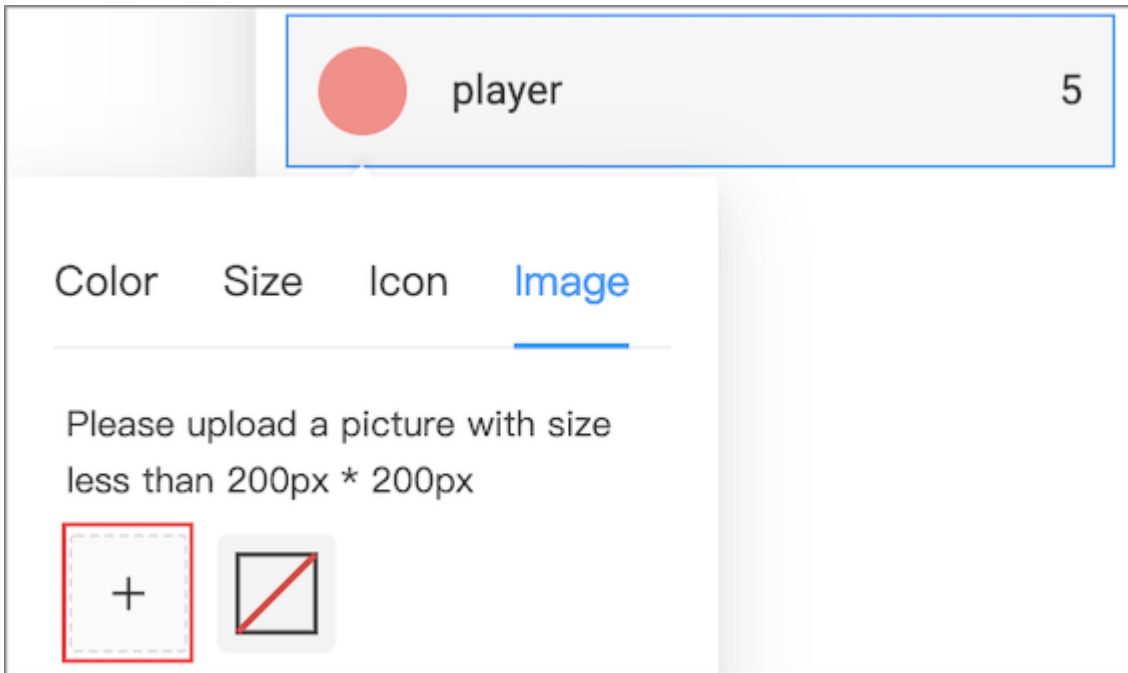 player 5
Color Size Icon Image
Please upload a picture with size
less than 200px * 200px
+